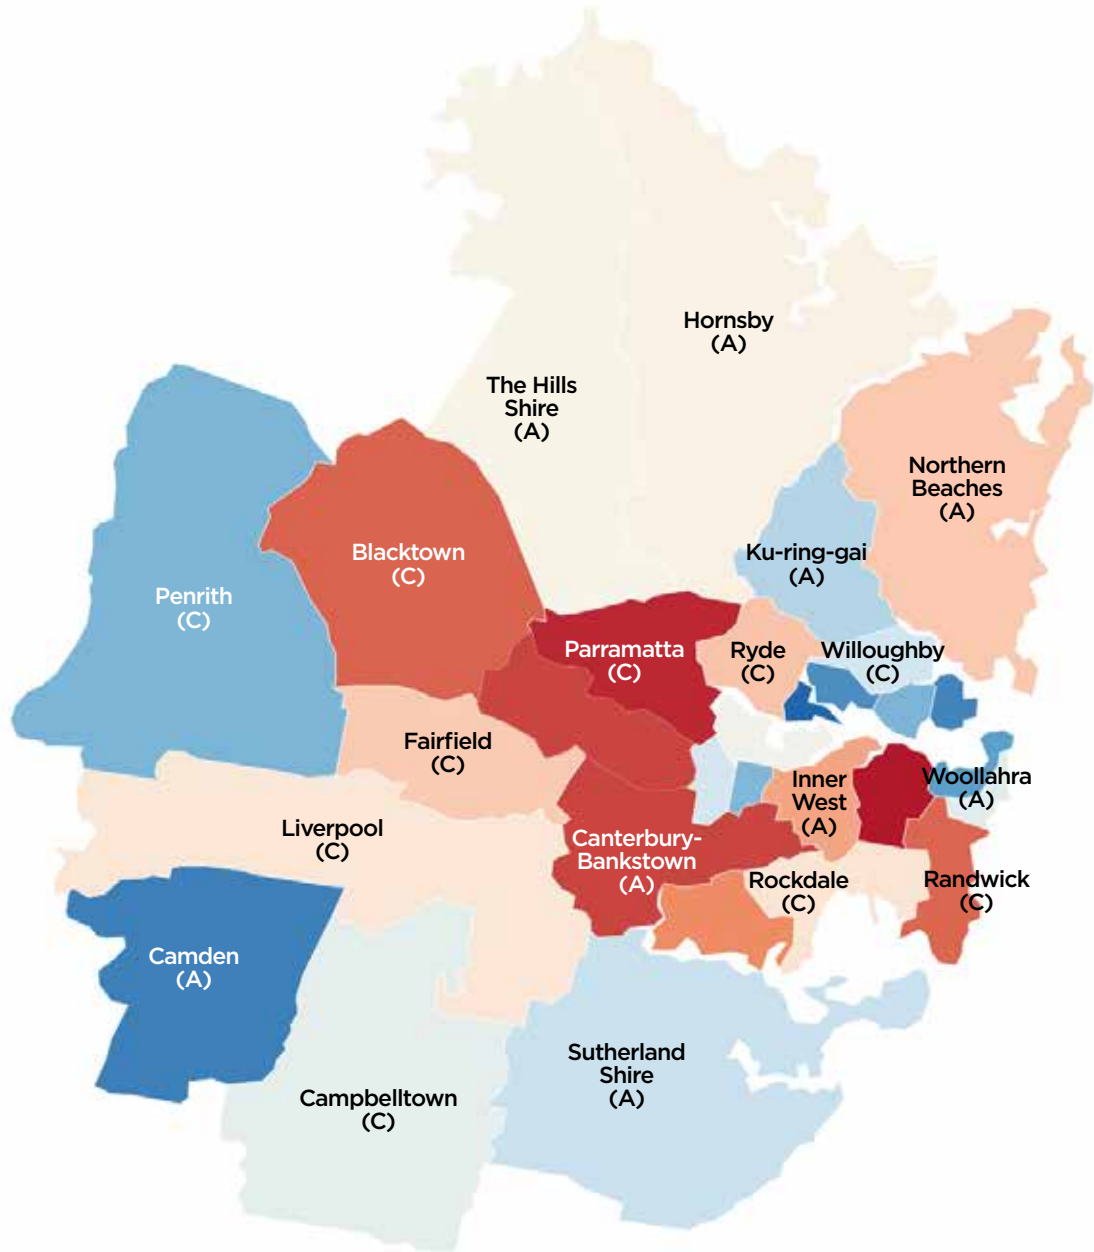 Hornsby
(A)
The Hills
Shire
(A)
Northern
Beaches
(A)
Ku-ring-gai
(A)
Blacktown
(C)
Penrith
(C)
Parramatta
(C)
Ryde
(C)
Willoughby
(C)
Fairfield
(C)
Inner
West
(A)
Woollahra
(A)
Liverpool
(C)
Canterbury-
Bankstown
(A)
Rockdale
(C)
Randwick
(C)
Camden
(A)
Sutherland
Shire
(A)
Campbelltown
(C)